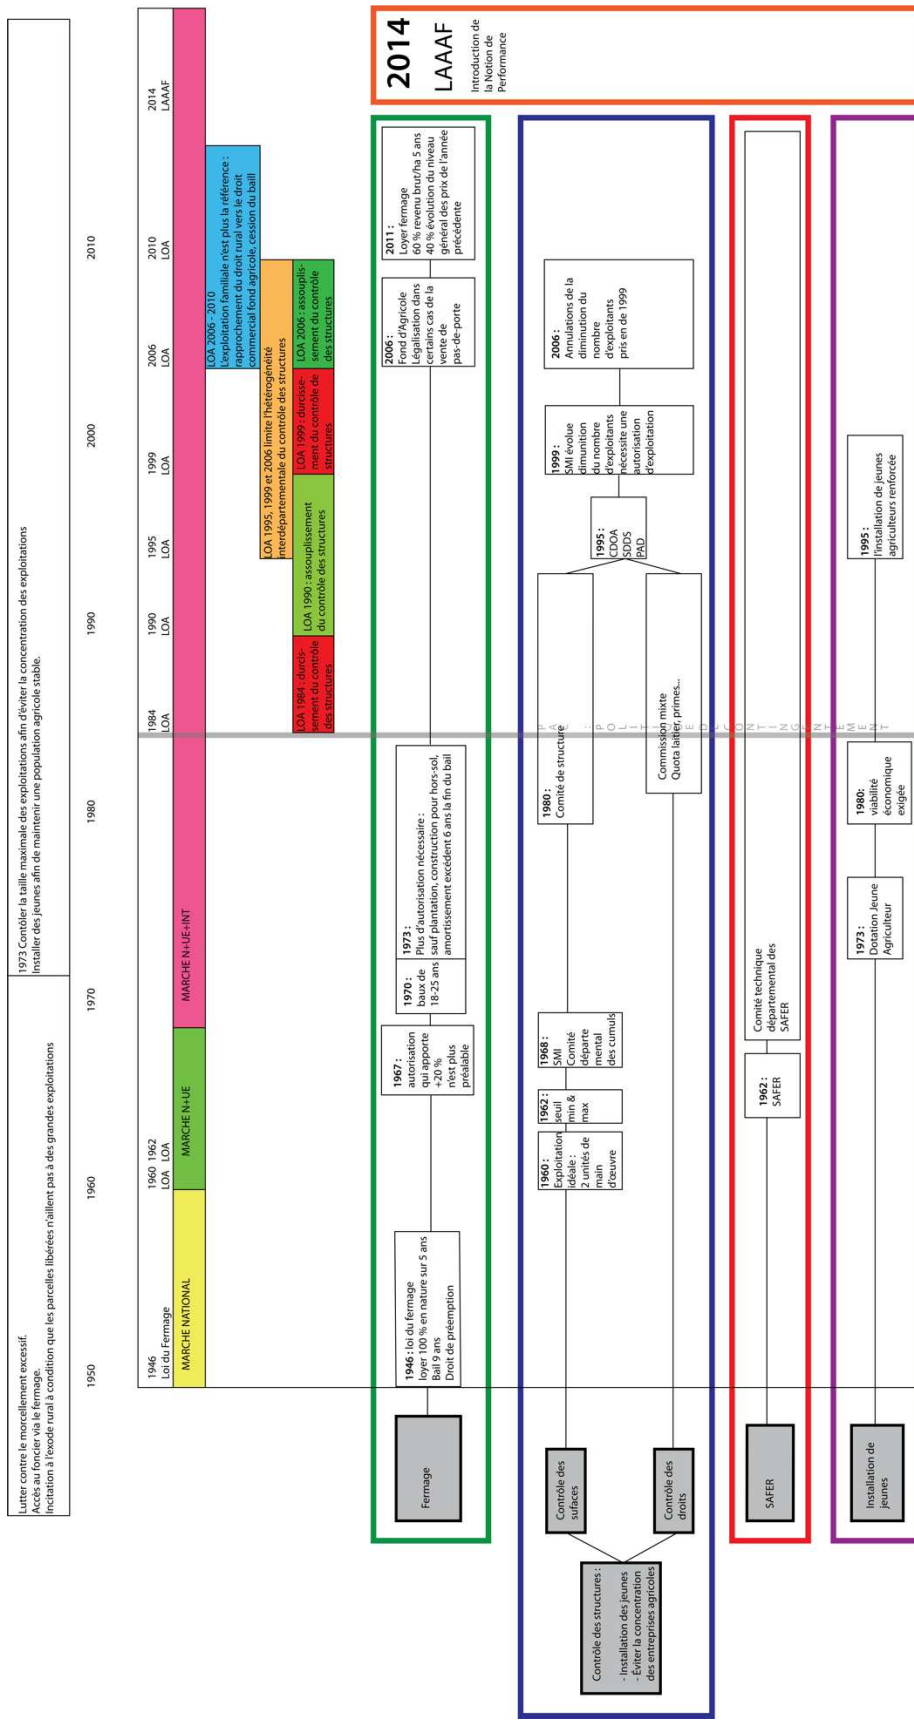 Lutter contre le morcellement excessif.
Accès au foncier via le fermage.
Incitation à l'exode rural à condition que les parcelles libérées n'aillent pas à des grandes exploitations
1973 Contôler la taille maximale des exploitations afin d'éviter la concentration des exploitations
Installer des jeunes afin de maintenir une population agricole stable.
1950
1960
1970
1980
1990
2000
2010
1946
Loi du Fermage
1960
LOA
1962
LOA
1984
LOA
1990
LOA
1995
LOA
1999
LOA
2006
LOA
2010
LOA
2014
LAAAF
MARCHE NATIONAL
MARCHE N+UE
MARCHE N+UE+INT
LOA 2006 - 2010
L'exploitation familiale n'est plus la référence :
rapprochement du droit rural vers le droit
commercial fond agricole, cession du baill
LOA 1995, 1999 et 2006 limite l'hétérogénéité
interdépartementale du contrôle des structures
LOA 1984 : durcis-
sement du contrôle
des structures
LOA 1990 : assouplissement
du contrôle des structures
LOA 1999 : durcisse-
ment du contrôle de
structures
LOA 2006 : assouplis-
sement du contrôle
des structures
Fermage
1946 : loi du fermage
loyer 100 % en nature sur 5 ans
Bail 9 ans
Droit de préemption
1967 :
autorisation
qui apporte
+20 %
n'est plus
préalable
1970 :
baux de
18-25 ans
1973 :
Plus d'autorisation nécessaire :
sauf plantation, construction pour hors-sol,
amortissement excédent 6 ans la fin du bail
2006 :
Fond d'Agricole
Légalisation dans
certains cas de la
vente de
pas-de-porte
2011 :
Loyer fermage
60 % revenu brut/ha 5 ans
40 % évolution du niveau
général des prix de l'année
précédente
2014
LAAAF
Introduction de
la Notion de
Performance
Contrôle des structures :
- Installation des jeunes
- Éviter la concentration
des entreprises agricoles
Contrôle des
sufaces
Contrôle des
droits
1960 :
Exploitation
idéale :
2 unités de
main
d'œuvre
1962 :
seuil
min &
max
1968 :
SMI
Comité
départe
mental
des cumuls
1980 :
Comité de structure
Commission mixte
Quota laitier, primes...
1995 :
CDOA
SDDS
PAD
1999 :
SMI évolue
dimunition
du nombre
d'exploitants
nécessite une
autorisation
d'exploitation
2006 :
Annulations de la
diminution du
nombre
d'exploitants
pris en de 1999
PAC : POLITIQUE DE CONTINGENTEMENT
SAFER
1962 :
SAFER
Comité technique
départemental des
SAFER
Installation de
jeunes
1973 :
Dotation Jeune
Agriculteur
1980:
viabilité
économique
exigée
1995 :
l'installation de jeunes
agriculteurs renforcée